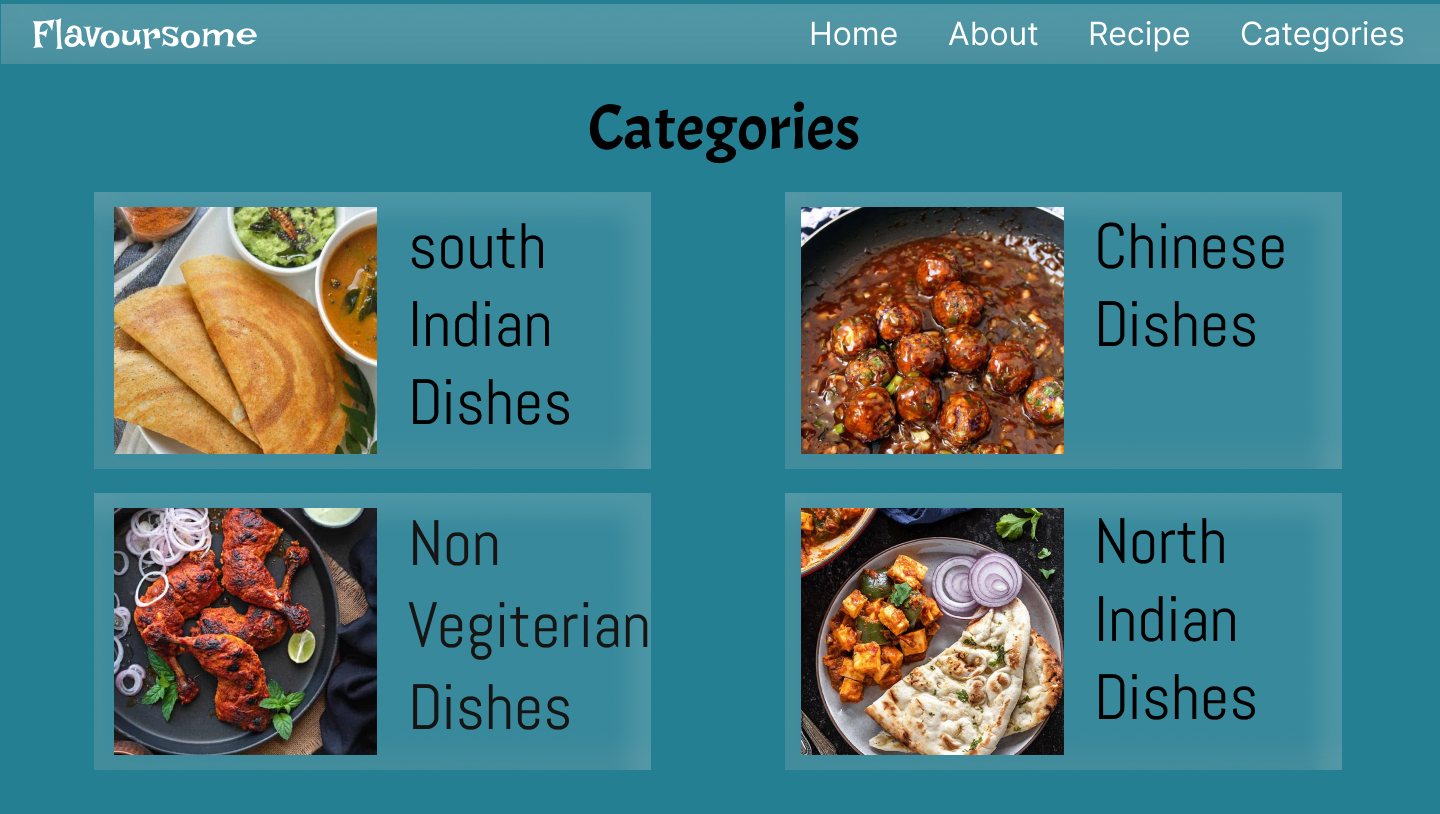 Flavoursome Home About Recipe Categories
Categories
south
Indian
Dishes
Chinese
Dishes
Non
Vegiterian
Dishes
North
Indian
Dishes